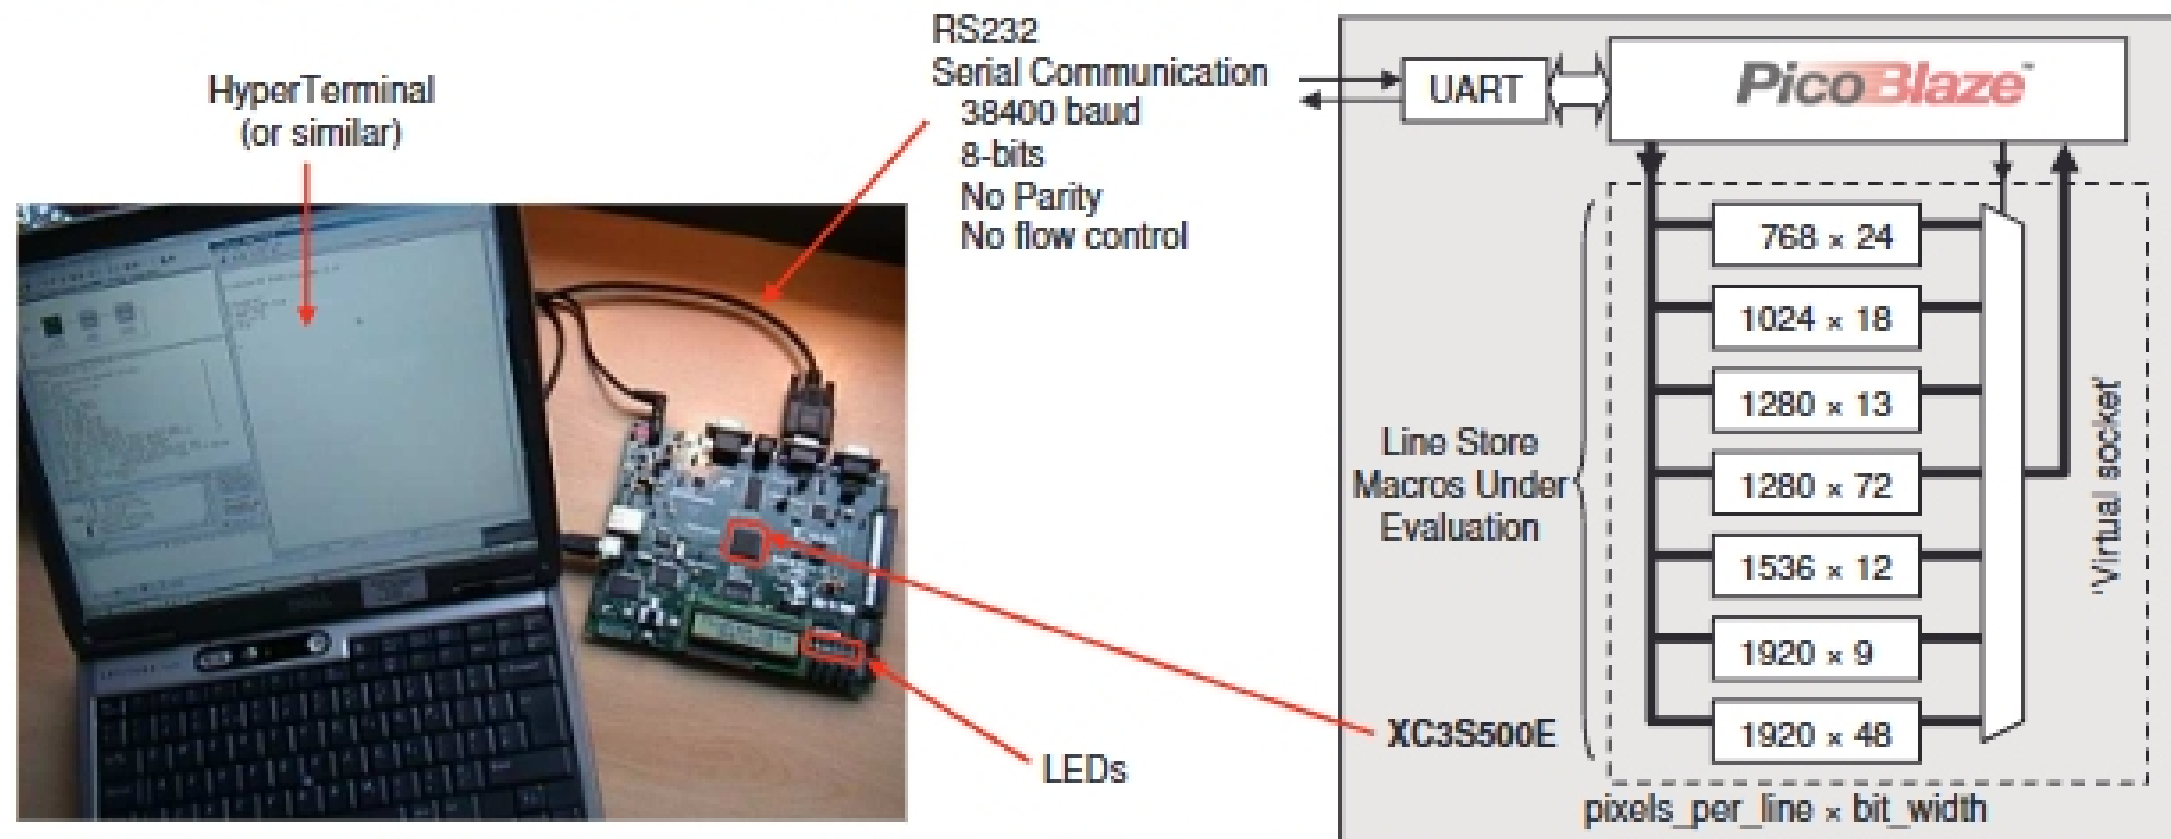 HyperTerminal
(or similar)
RS232
Serial Communication
38400 baud
8-bits
No Parity
No flow control
LEDs
XC3S500E
UART
PicoBlaze™
Line Store
Macros Under
Evaluation
768 × 24
1024 × 18
1280 × 13
1280 × 72
1536 × 12
1920 × 9
1920 × 48
'Virtual socket'
pixels_per_line × bit_width